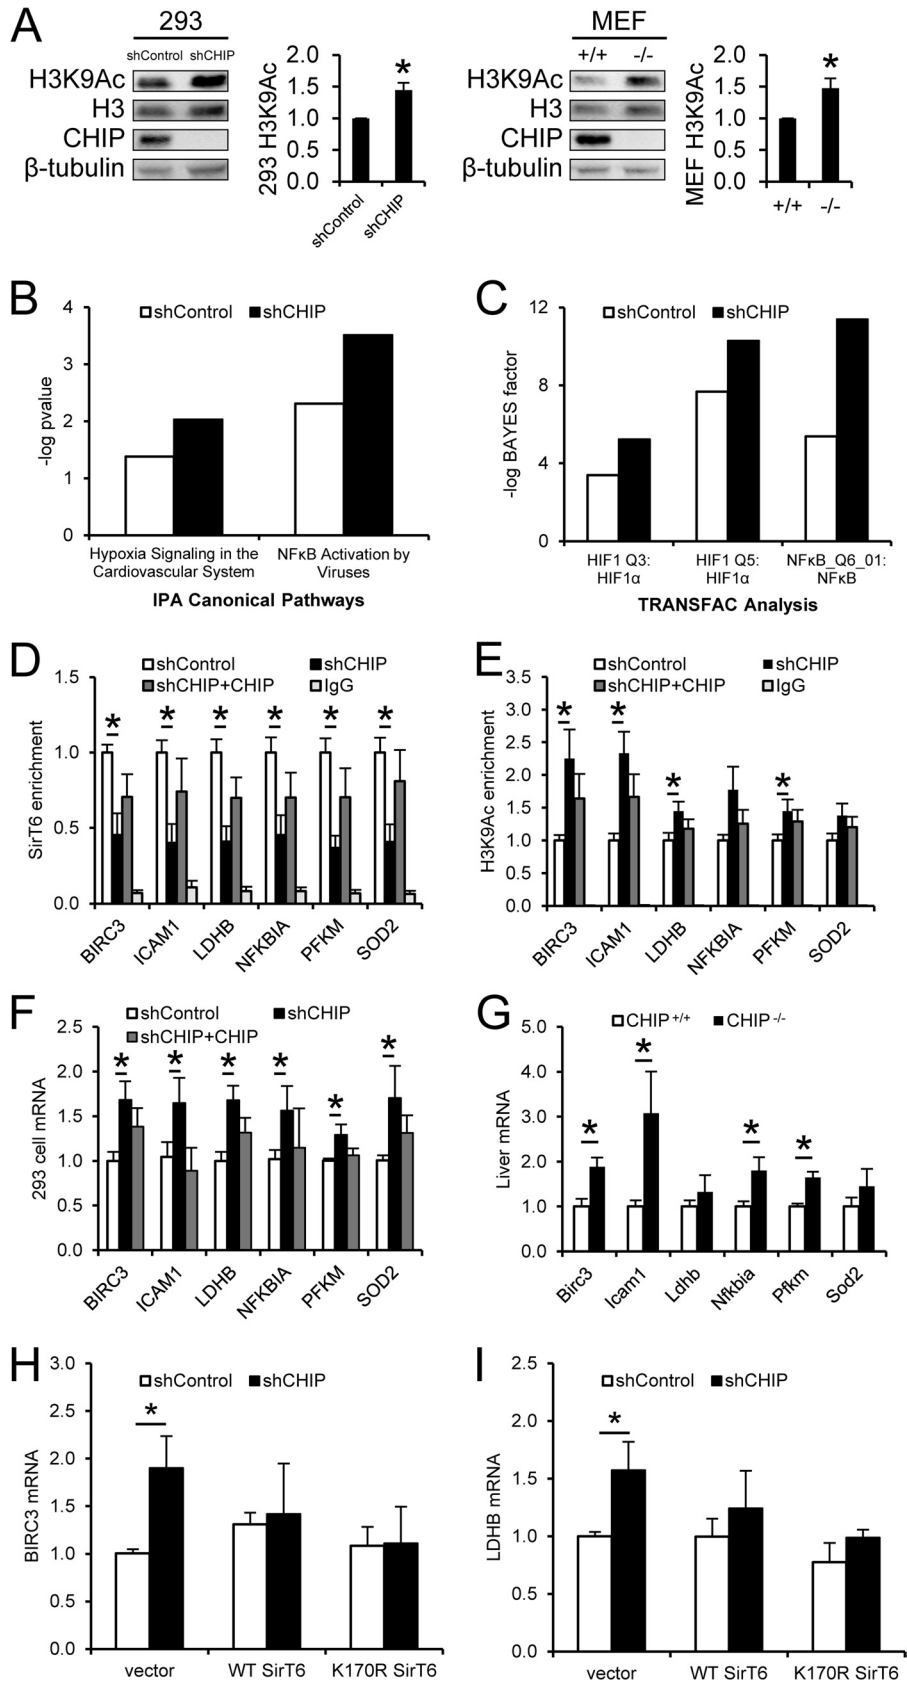 A
293
shControl shCHIP
H3K9Ac
H3
CHIP
β-tubulin
293 H3K9Ac
2.0
1.5
1.0
0.5
0.0
*
shControl
shCHIP
MEF
+/+ -/-
H3K9Ac
H3
CHIP
β-tubulin
MEF H3K9Ac
2.0
1.5
1.0
0.5
0.0
*
+/+ -/-
B
shControl shCHIP
-log pvalue
4
3
2
1
0
Hypoxia Signaling in the
Cardiovascular System
NFκB Activation by
Viruses
IPA Canonical Pathways
C
shControl shCHIP
-log BAYES factor
12
8
4
0
HIF1 Q3:
HIF1α
HIF1 Q5:
HIF1α
NFκB_Q6_01:
NFκB
TRANSFAC Analysis
D
shControl shCHIP
shCHIP+CHIP IgG
SirT6 enrichment
1.5
1.0
0.5
0.0
* * * * * *
BIRC3
ICAM1
LDHB
NFKBIA
PFKM
SOD2
E
shControl shCHIP
shCHIP+CHIP IgG
H3K9Ac enrichment
3.5
3.0
2.5
2.0
1.5
1.0
0.5
0.0
* * * *
BIRC3
ICAM1
LDHB
NFKBIA
PFKM
SOD2
F
shControl shCHIP
shCHIP+CHIP
293 cell mRNA
2.5
2.0
1.5
1.0
0.5
0.0
* * * * * *
BIRC3
ICAM1
LDHB
NFKBIA
PFKM
SOD2
G
CHIP +/+ CHIP -/-
Liver mRNA
5.0
4.0
3.0
2.0
1.0
0.0
* * * *
Birc3
Icam1
Ldhb
Nfkbia
Pfkm
Sod2
H
shControl shCHIP
BIRC3 mRNA
3.0
2.5
2.0
1.5
1.0
0.5
0.0
*
vector WT SirT6 K170R SirT6
I
shControl shCHIP
LDHB mRNA
2.5
2.0
1.5
1.0
0.5
0.0
*
vector WT SirT6 K170R SirT6